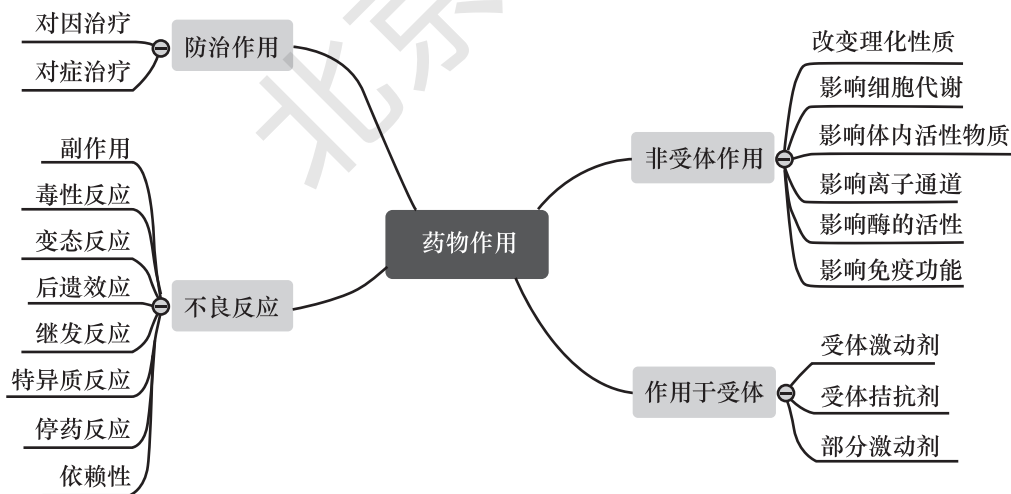 对因治疗
对症治疗
防治作用
副作用
毒性反应
变态反应
后遗效应
继发反应
特异质反应
停药反应
依赖性
不良反应
药物作用
非受体作用
改变理化性质
影响细胞代谢
影响体内活性物质
影响离子通道
影响酶的活性
影响免疫功能
作用于受体
受体激动剂
受体拮抗剂
部分激动剂
北京